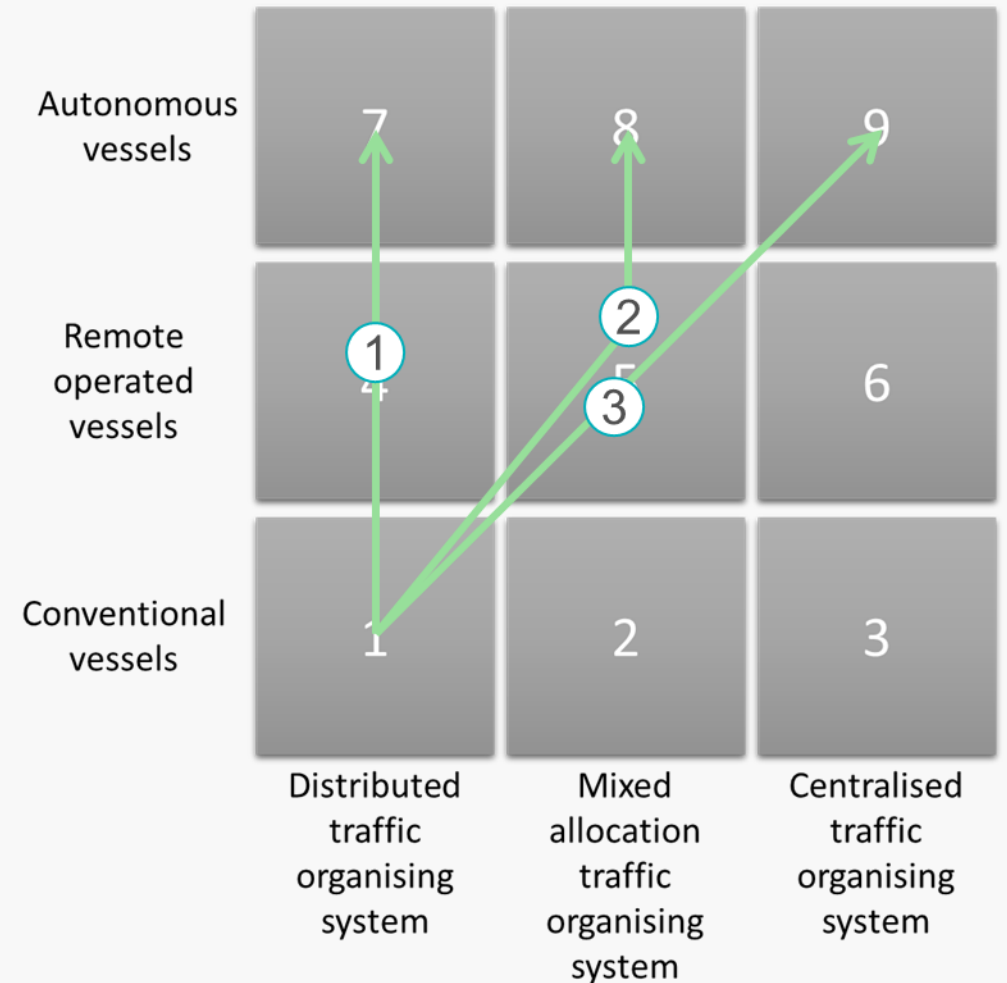 Autonomous
vessels
7
8
9
Remote
operated
vessels
1
4
2
5
3
6
Conventional
vessels
1
2
3
Distributed
traffic
organising
system
Mixed
allocation
traffic
organising
system
Centralised
traffic
organising
system